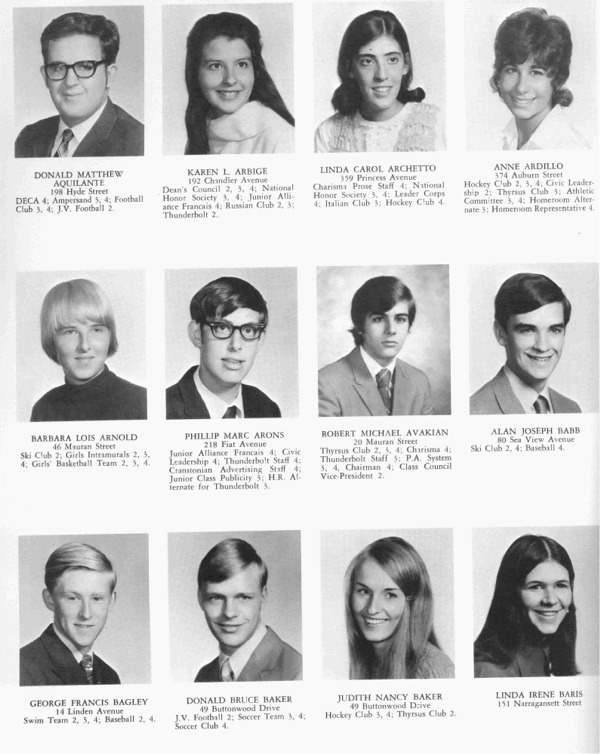 DONALD MATTHEW
AQUILANTE
198 Hyde Street
DECA 4; Ampersand 3, 4; Football
Club 3, 4; J.V. Football 2.
KAREN L. ARBIGE
192 Chandler Avenue
Dean's Council 2, 3, 4; National
Honor Society 3, 4; Junior Alli-
ance Francais 4; Russian Club 2, 3;
Thunderbolt 2.
LINDA CAROL ARCHETTO
359 Princess Avenue
Charisma Prose Staff 4; National
Honor Society 3, 4; Leader Corps
4; Italian Club 3; Hockey Club 4.
ANNE ARDILLO
374 Auburn Street
Hockey Club 2, 3, 4; Civic Leader-
ship 2; Thyrsus Club 3; Athletic
Committee 3, 4; Homeroom Alter-
nate 3; Homeroom Representative 4.
BARBARA LOIS ARNOLD
46 Mauran Street
Ski Club 2; Girls Intramutals 2, 3,
4; Girls' Basketball Team 2, 3, 4.
PHILLIP MARC ARONS
218 Fiat Avenue
Junior Alliance Francais 4; Civic
Leadership 4; Thunderbolt Staff 4;
Cranstonian Advertising Staff 4;
Junior Class Publicity 3; H.R. Al-
ternate for Thunderbolt 3.
ROBERT MICHAEL AVAKIAN
20 Mauran Street
Thyrsus Club 2, 3, 4; Charisma 4;
Thunderbolt Staff 3; P.A. System
3, 4, Chairman 4; Class Council
Vice-President 2.
ALAN JOSEPH BABB
80 Sea View Avenue
Ski Club 2, 4; Baseball 4.
GEORGE FRANCIS BAGLEY
14 Linden Avenue
Swim Team 2, 3, 4; Baseball 2, 4.
DONALD BRUCE BAKER
49 Buttonwood Drive
J.V. Football 2; Soccer Team 3, 4;
Soccer Club 4.
JUDITH NANCY BAKER
49 Buttonwood Drive
Hockey Club 3, 4; Thyrsus Club 2.
LINDA IRENE BARIS
151 Narragansett Street